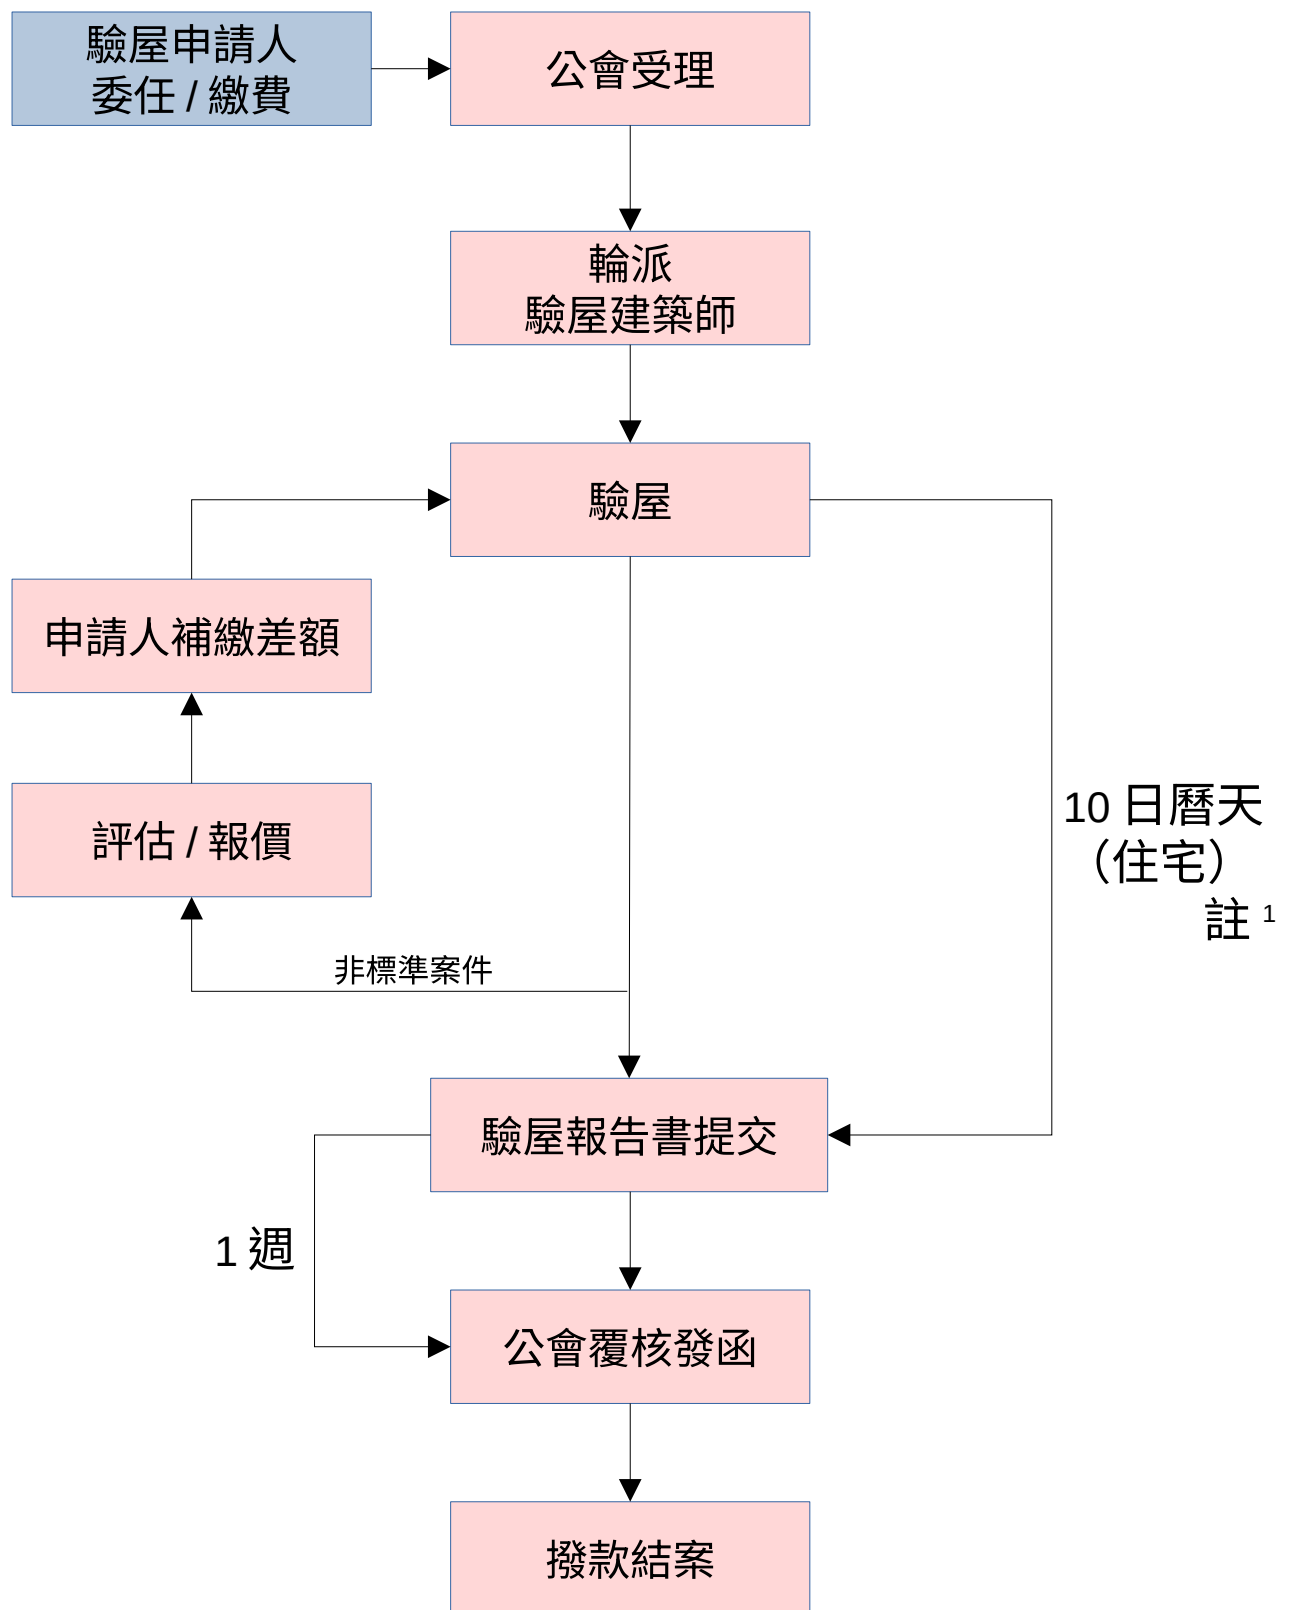 驗屋申請人
委任 / 繳費
公會受理
輪派
驗屋建築師
驗屋
申請人補繳差額
評估 / 報價
10 日曆天
（住宅）
註 1
非標準案件
驗屋報告書提交
1 週
公會覆核發函
撥款結案